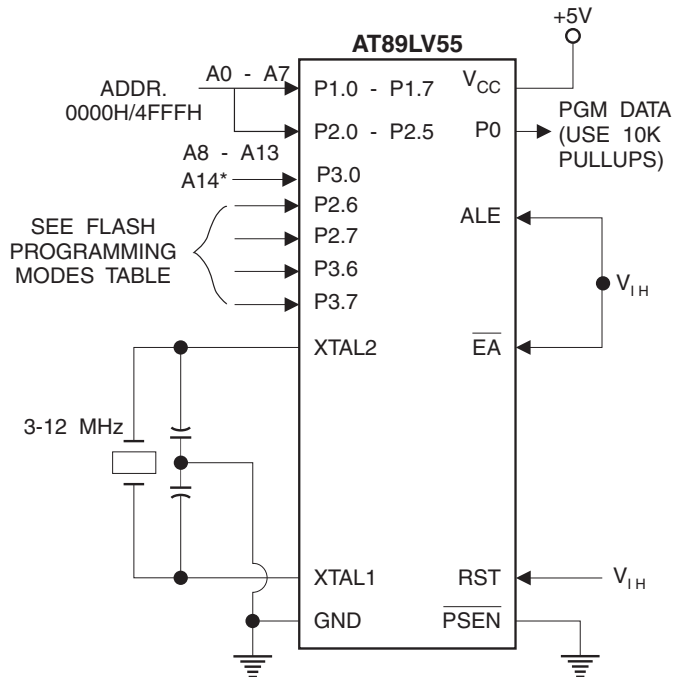 +5V
AT89LV55
ADDR.
0000H/4FFFH
A0 - A7
P1.0 - P1.7
VCC
P2.0 - P2.5
P0
PGM DATA
(USE 10K
PULLUPS)
A8 - A13
A14*
P3.0
SEE FLASH
PROGRAMMING
MODES TABLE
P2.6
P2.7
P3.6
P3.7
ALE
VIH
EA
XTAL2
3-12 MHz
XTAL1
RST
VIH
GND
PSEN